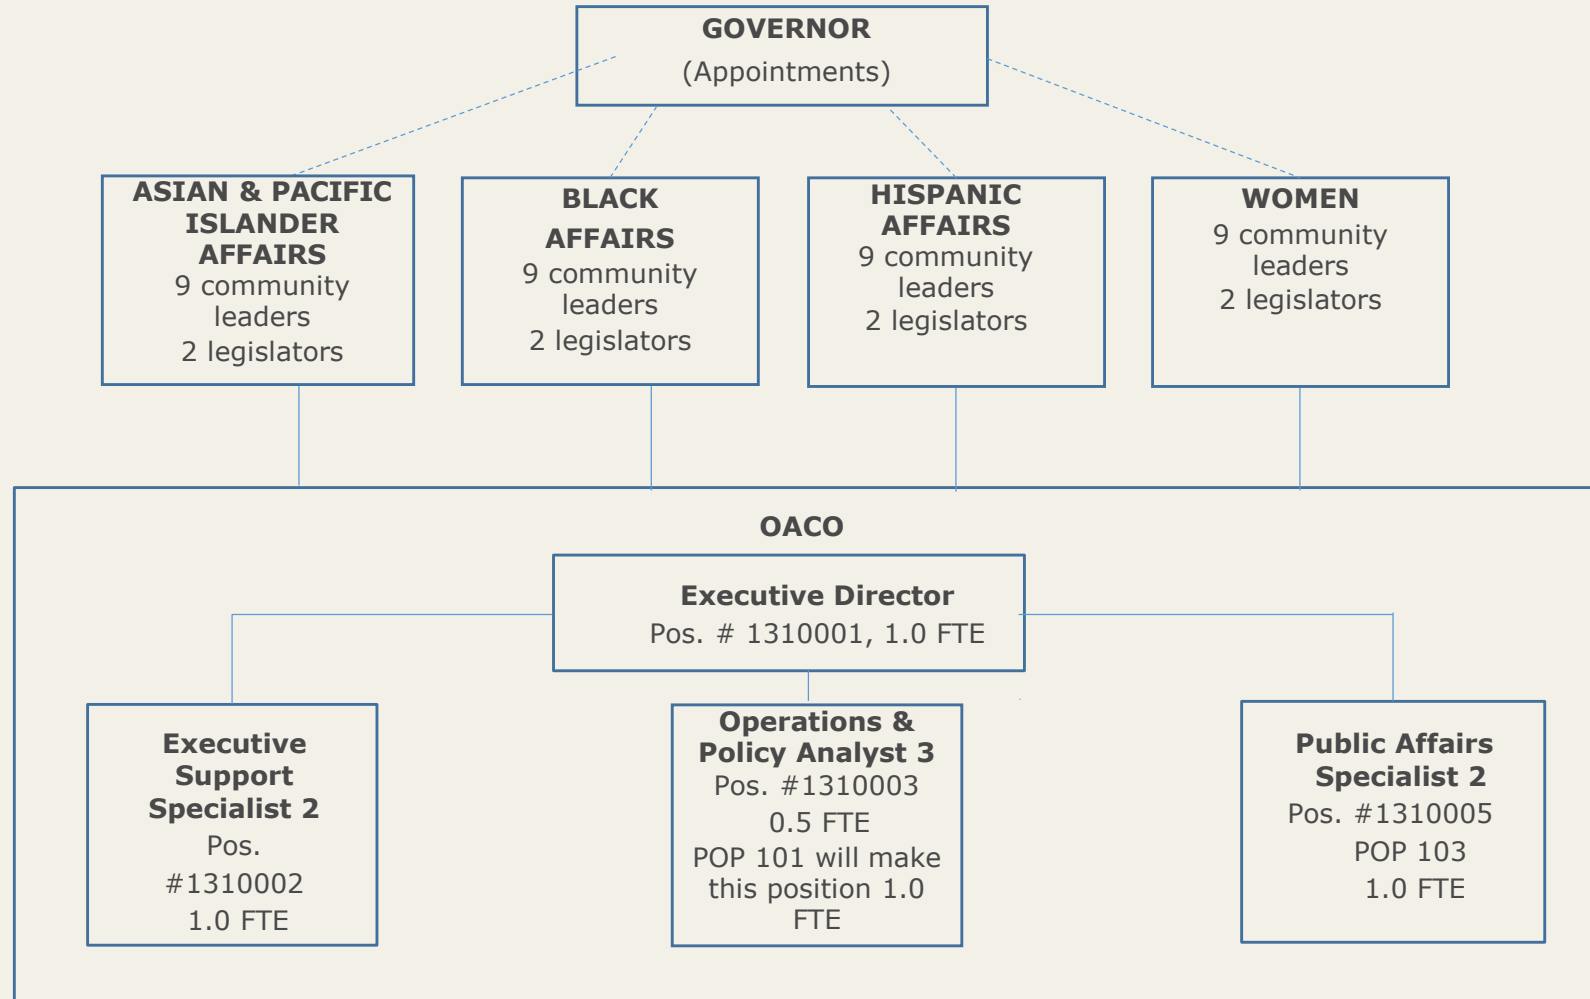 GOVERNOR
(Appointments)
ASIAN & PACIFIC
ISLANDER
AFFAIRS
9 community
leaders
2 legislators
BLACK
AFFAIRS
9 community
leaders
2 legislators
HISPANIC
AFFAIRS
9 community
leaders
2 legislators
WOMEN
9 community
leaders
2 legislators
OACO
Executive Director
Pos. # 1310001, 1.0 FTE
Executive
Support
Specialist 2
Pos.
#1310002
1.0 FTE
Operations &
Policy Analyst 3
Pos. #1310003
0.5 FTE
POP 101 will make
this position 1.0
FTE
Public Affairs
Specialist 2
Pos. #1310005
POP 103
1.0 FTE